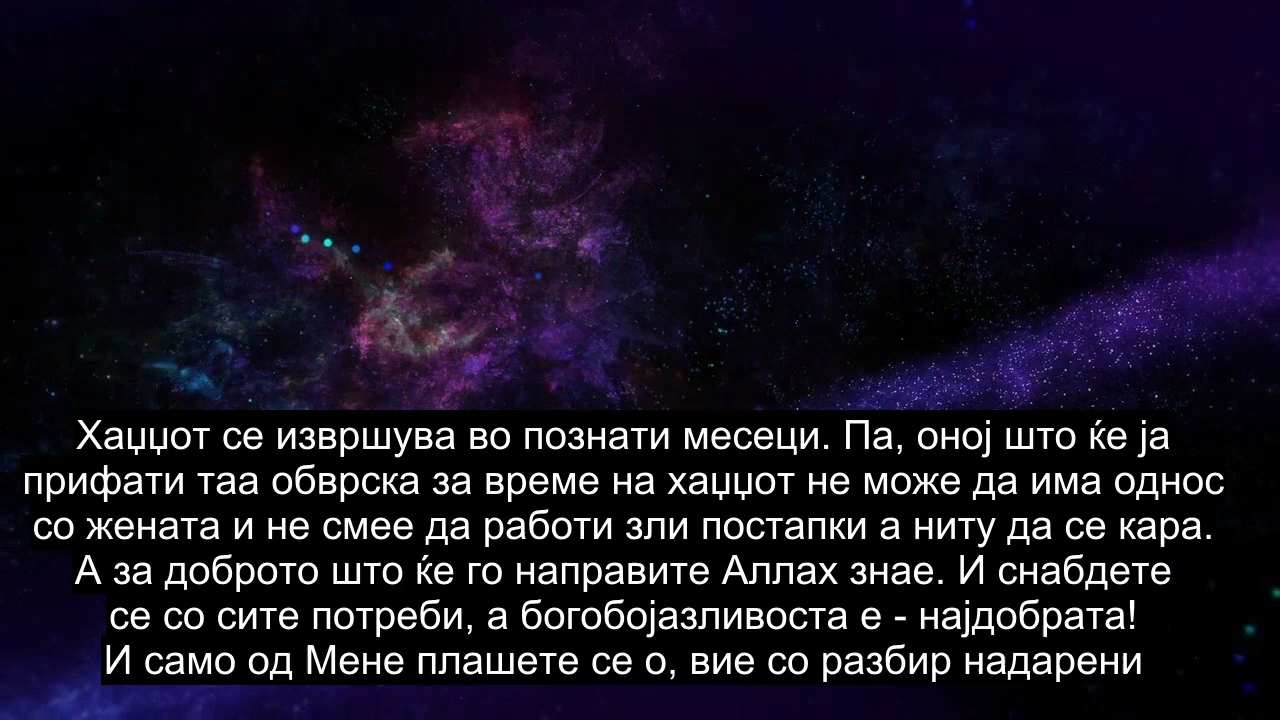 Хаџџот се извршува во познати месеци. Па, оној што ќе ја
прифати таа обврска за време на хаџџот не може да има однос
со жената и не смее да работи зли постапки а ниту да се кара.
А за доброто што ќе го направите Аллах знае. И снабдете
се со сите потреби, а богобојазливоста е - најдобрата!
И само од Мене плашете се о, вие со разбир надарени